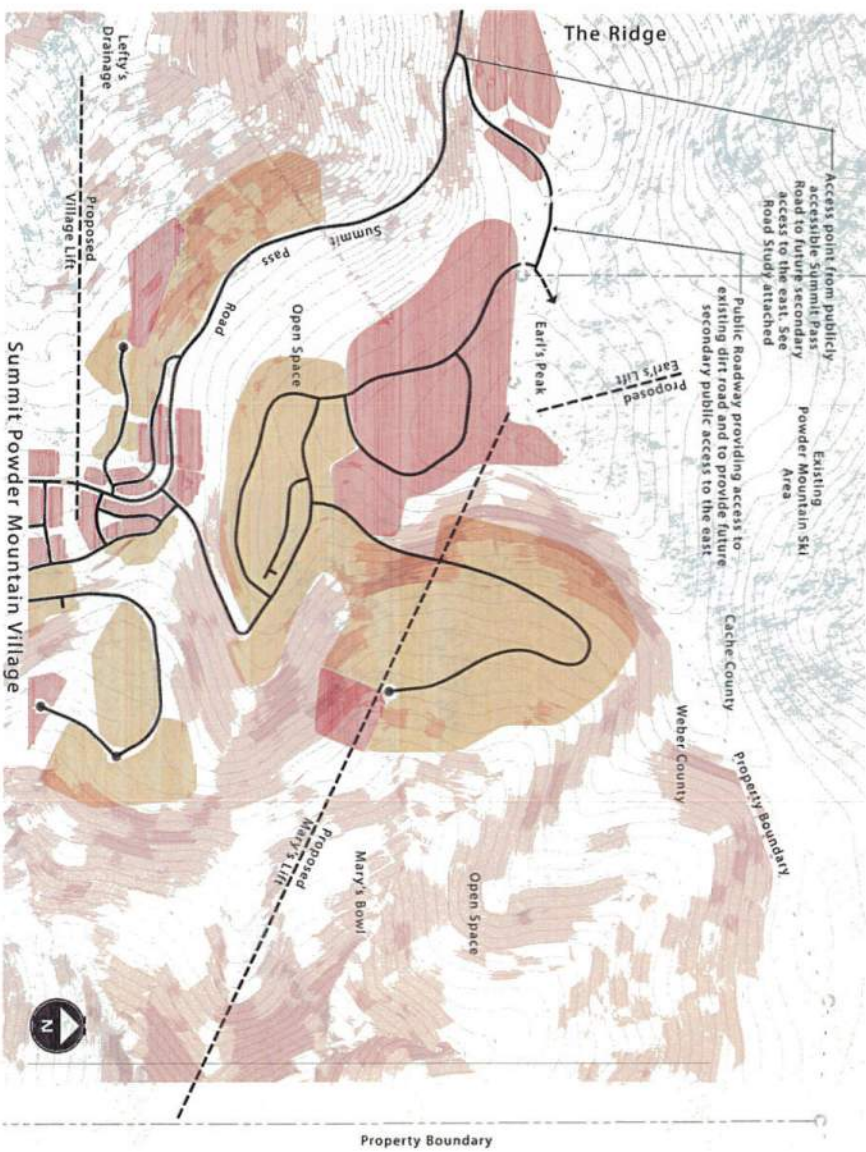 The Ridge
Access point from publicly
accessible Summit Pass
Road to future secondary
access to the east. See
Road Study attached
Public Roadway providing access to
existing dirt road and to provide future
secondary public access to the east
Existing
Powder Mountain Ski
Area
Lefty's
Drainage
Proposed
Village Lift
Summit
Pass
Road
Open Space
Earl's Peak
Proposed
Earl's Lift
Cache County
Weber County
Property Boundary
Proposed
Mary's Lift
Mary's Bowl
Open Space
Summit Powder Mountain Village
N
Property Boundary